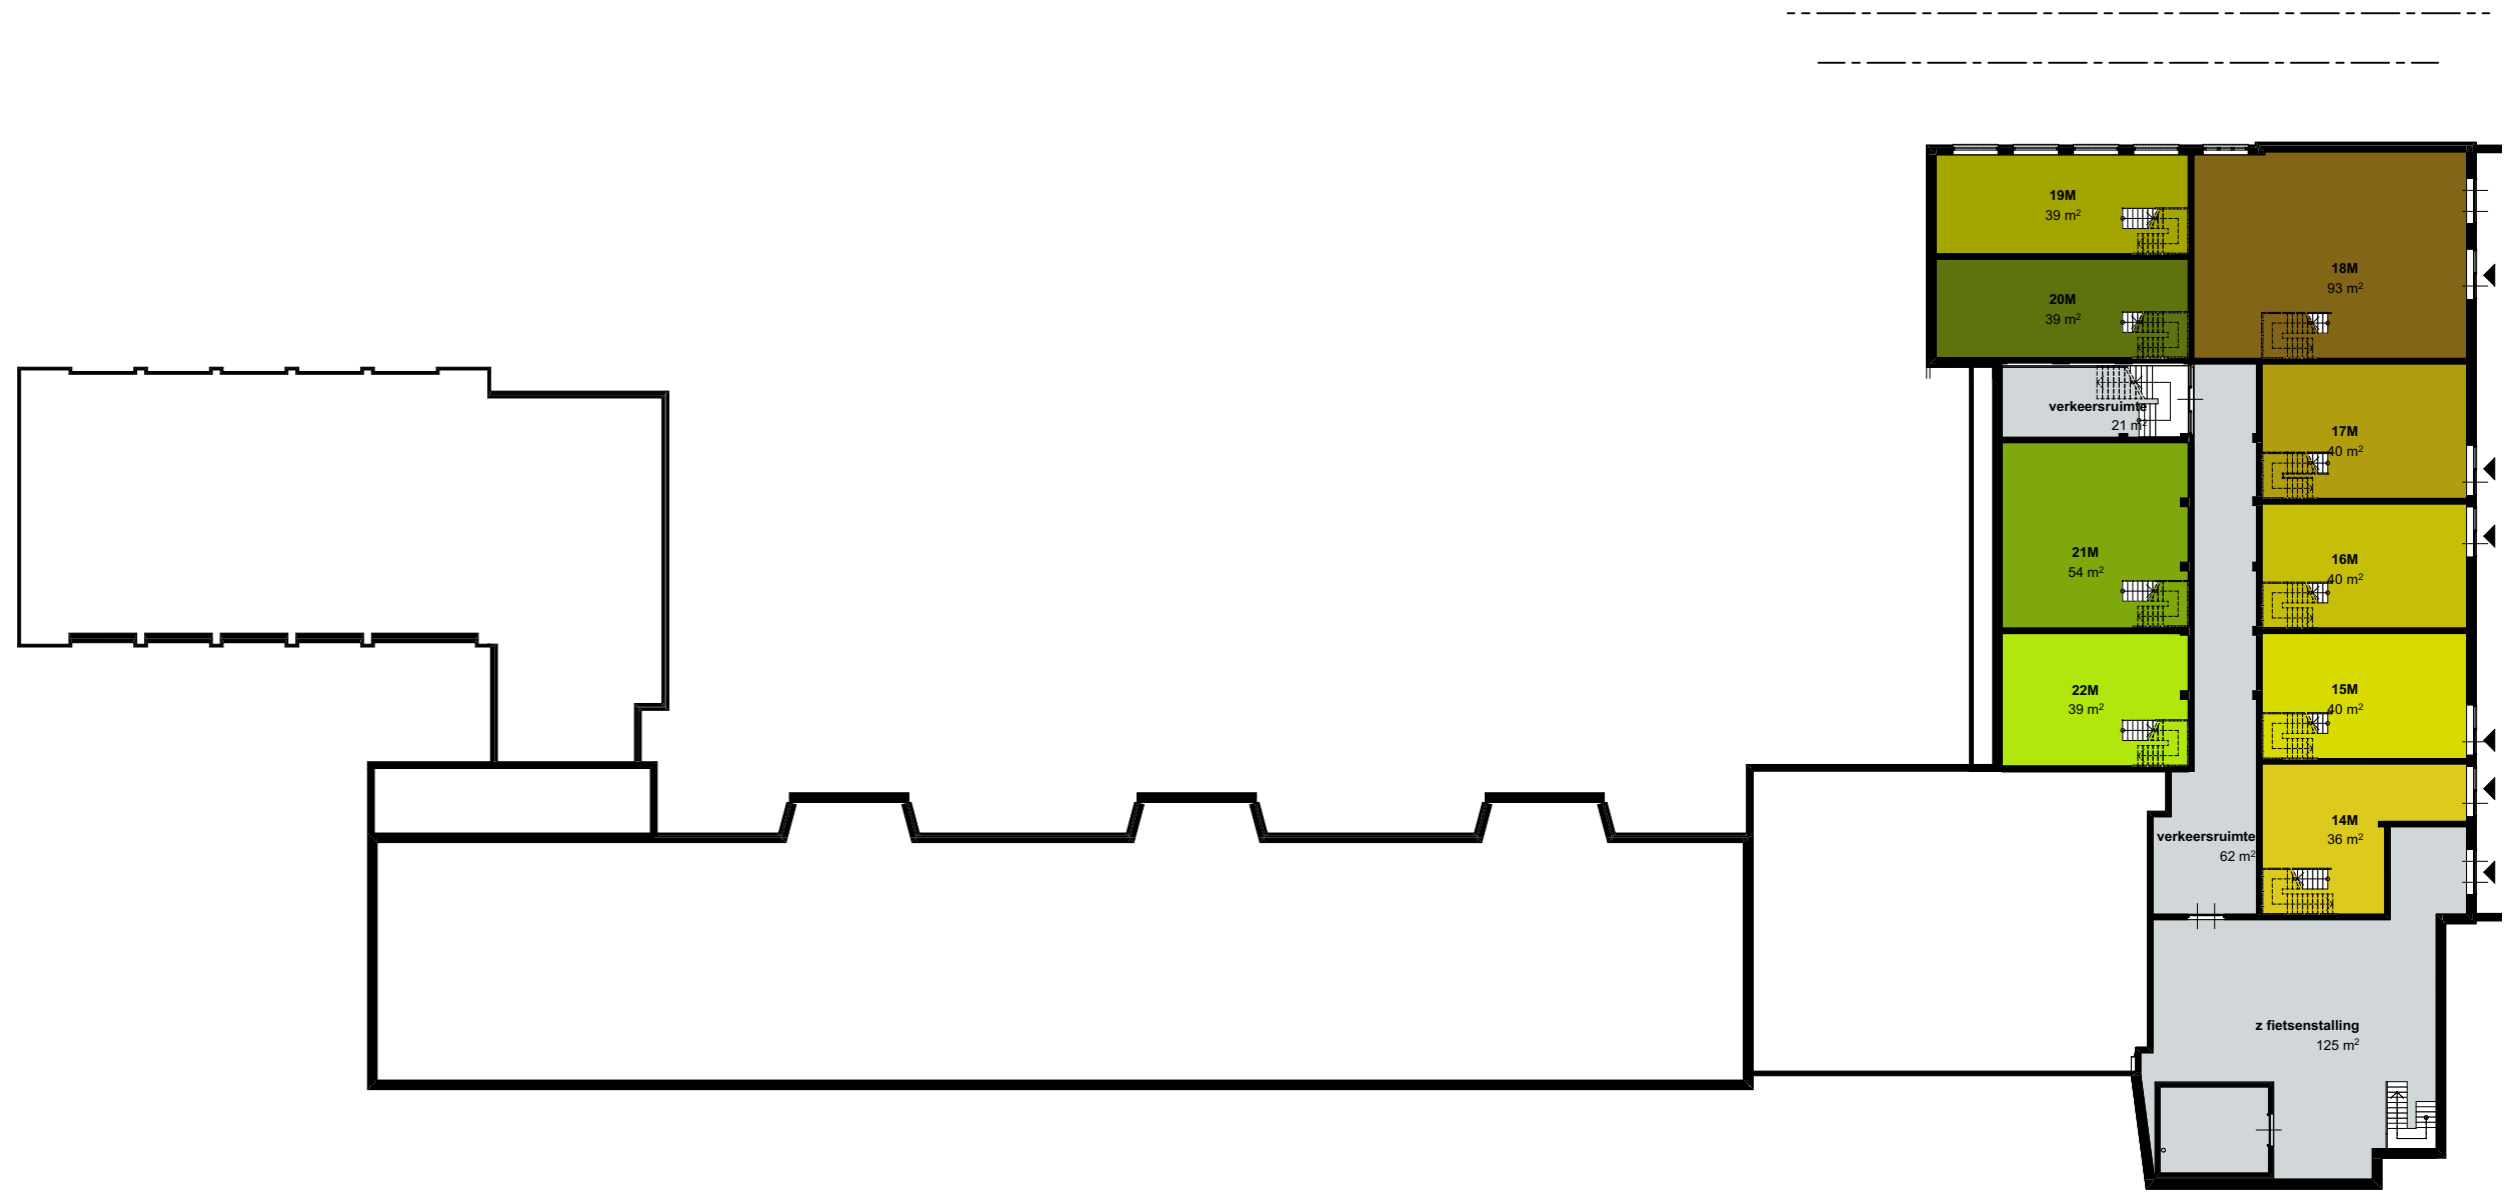 19M
39 m²
18M
93 m²
20M
39 m²
verkeersruimte
21 m²
17M
40 m²
21M
54 m²
16M
40 m²
22M
39 m²
15M
40 m²
14M
36 m²
verkeersruimte
62 m²
z fietsenstalling
125 m²